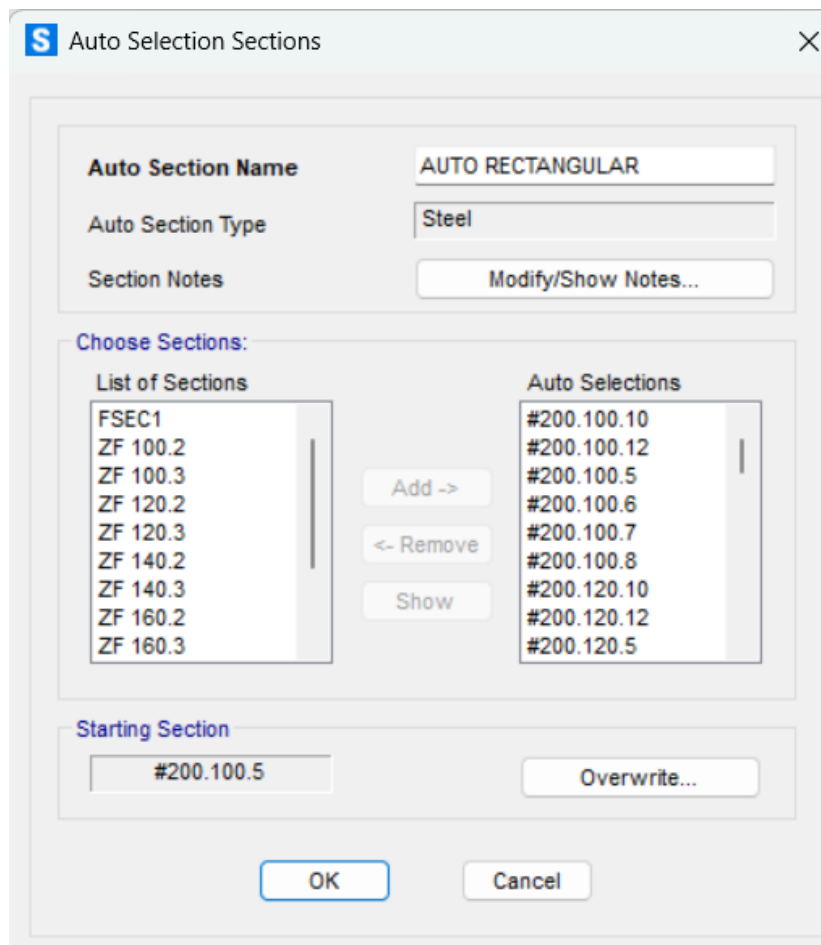 S Auto Selection Sections
Auto Section Name AUTO RECTANGULAR
Auto Section Type Steel
Section Notes Modify/Show Notes...
Choose Sections:
List of Sections Auto Selections
FSEC1 #200.100.10
ZF 100.2 #200.100.12
ZF 100.3 #200.100.5
Add ->
ZF 120.2 #200.100.6
ZF 120.3 #200.100.7
<- Remove
ZF 140.2 #200.100.8
ZF 140.3 #200.120.10
Show
ZF 160.2 #200.120.12
ZF 160.3 #200.120.5
Starting Section
#200.100.5 Overwrite...
OK Cancel